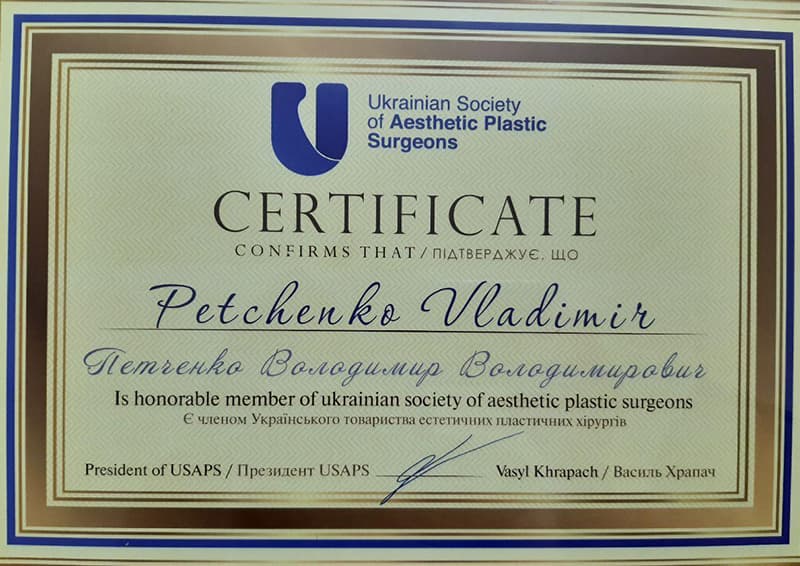 Ukrainian Society
of Aesthetic Plastic
Surgeons
CERTIFICATE
CONFIRMS THAT / ПІДТВЕРДЖУЄ, ЩО
Petchenko Vladimir
Петченко Володимир Володимирович
Is honorable member of ukrainian society of aesthetic plastic surgeons
Є членом Українського товариства естетичних пластичних хірургів
President of USAPS / Президент USAPS Vasyl Khrapach / Василь Храпач